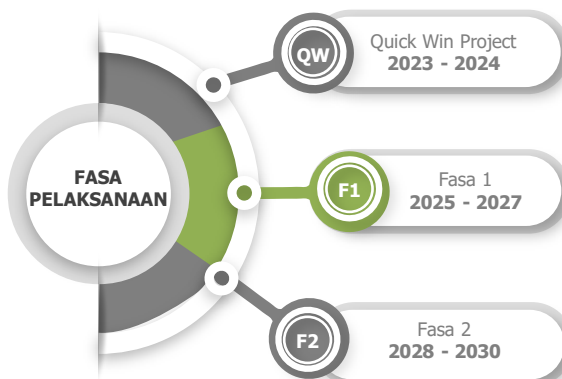 FASA
PELAKSANAAN
QW
Quick Win Project
2023 - 2024
F1
Fasa 1
2025 - 2027
F2
Fasa 2
2028 - 2030